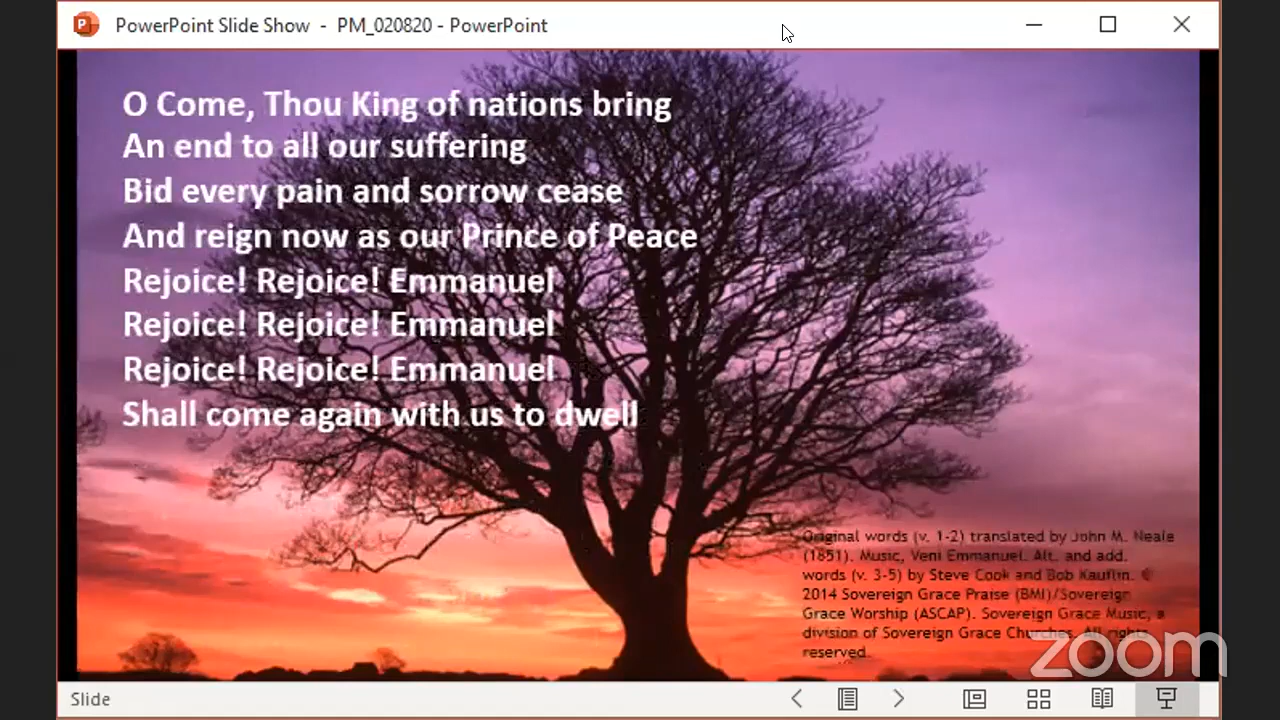 PowerPoint Slide Show - PM_020820 - PowerPoint
O Come, Thou King of nations bring
An end to all our suffering
Bid every pain and sorrow cease
And reign now as our Prince of Peace
Rejoice! Rejoice! Emmanuel
Rejoice! Rejoice! Emmanuel
Rejoice! Rejoice! Emmanuel
Shall come again with us to dwell
Original words (v. 1-2) translated by John M. Neale
(1851). Music, Veni Emmanuel. Alt. and add.
words (v. 3-5) by Steve Cook and Bob Kauflin. ©
2014 Sovereign Grace Praise (BMI)/Sovereign
Grace Worship (ASCAP). Sovereign Grace Music, a
division of Sovereign Grace Churches. All rights
reserved.
zoom
Slide